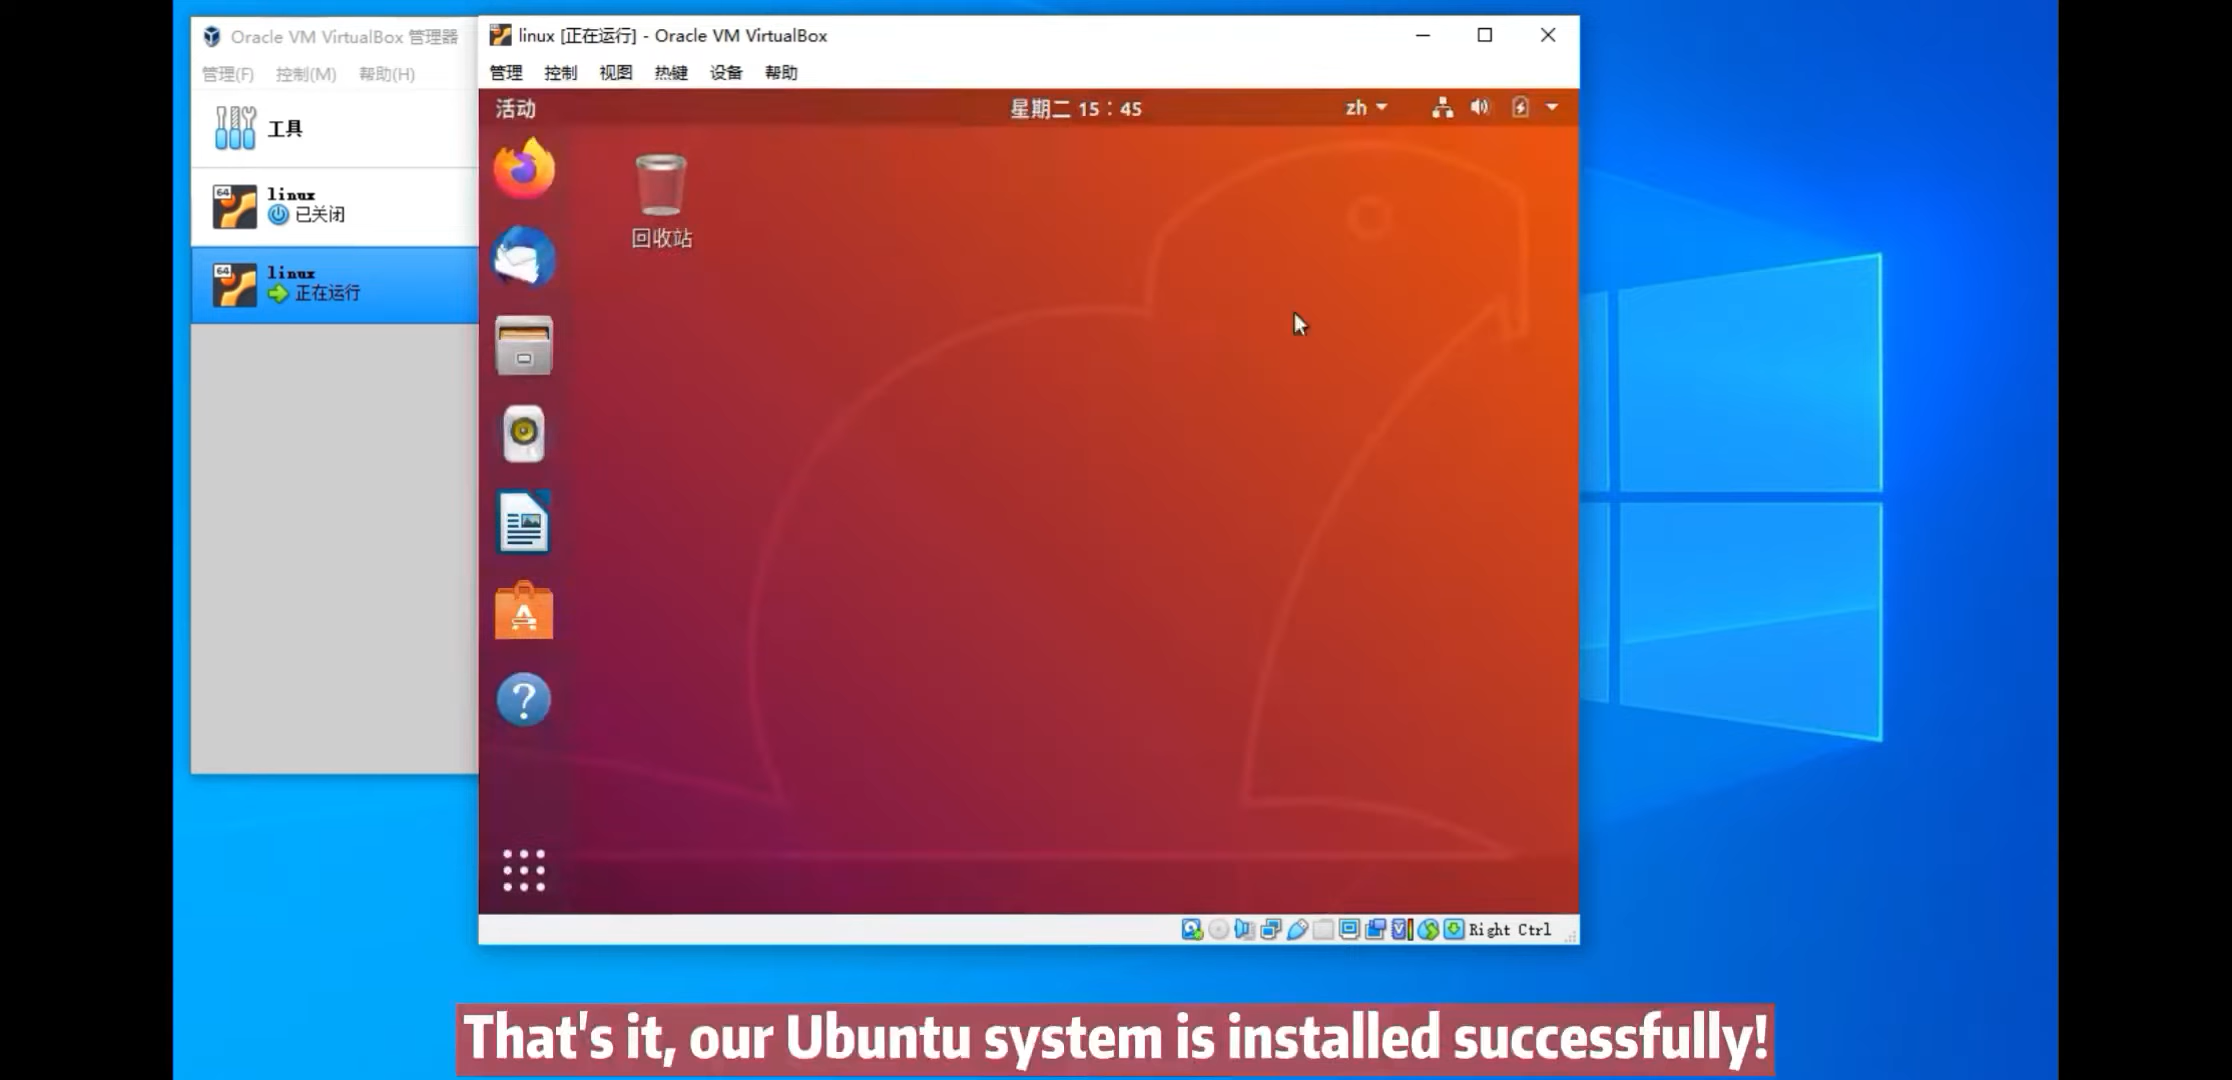 Oracle VM VirtualBox 管理器
管理(F) 控制(M) 帮助(H)
工具
64
linux
已关闭
64
linux
正在运行
linux [正在运行] - Oracle VM VirtualBox
管理 控制 视图 热键 设备 帮助
活动 星期二 15：45 zh
回收站
Right Ctrl
That's it, our Ubuntu system is installed successfully!